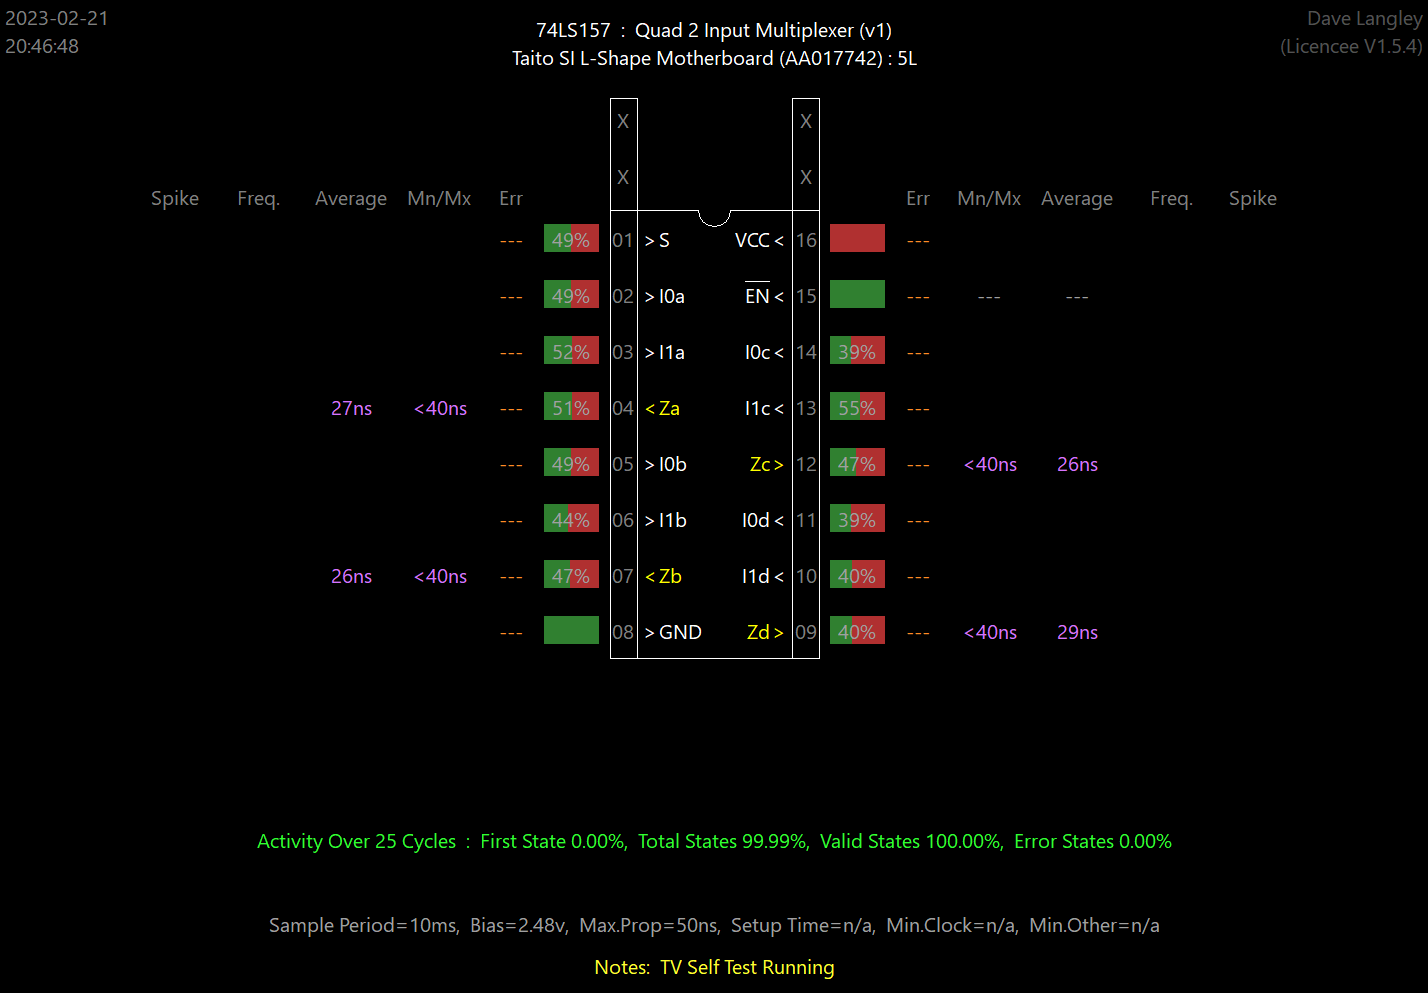 2023-02-21
20:46:48
74LS157 : Quad 2 Input Multiplexer (v1)
Taito SI L-Shape Motherboard (AA017742) : 5L
Dave Langley
(Licencee V1.5.4)
X X
X X
Spike Freq. Average Mn/Mx Err Err Mn/Mx Average Freq. Spike
--- 49% 01 > S VCC < 16 ---
--- 49% 02 > I0a EN < 15 --- --- ---
--- 52% 03 > I1a I0c < 14 39% ---
27ns <40ns --- 51% 04 < Za I1c < 13 55% ---
--- 49% 05 > I0b Zc > 12 47% --- <40ns 26ns
--- 44% 06 > I1b I0d < 11 39% ---
26ns <40ns --- 47% 07 < Zb I1d < 10 40% ---
--- 08 > GND Zd > 09 40% --- <40ns 29ns
Activity Over 25 Cycles : First State 0.00%, Total States 99.99%, Valid States 100.00%, Error States 0.00%
Sample Period=10ms, Bias=2.48v, Max.Prop=50ns, Setup Time=n/a, Min.Clock=n/a, Min.Other=n/a
Notes: TV Self Test Running